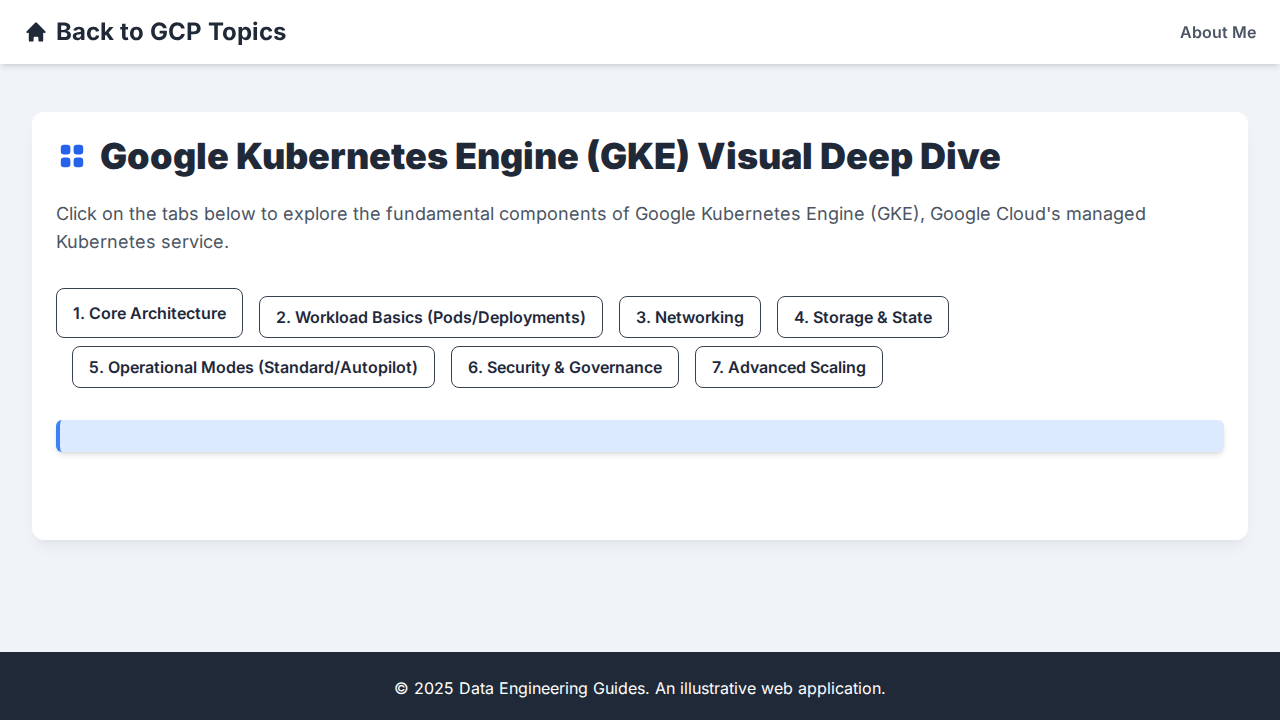 Back to GCP Topics
About Me
Google Kubernetes Engine (GKE) Visual Deep Dive
Click on the tabs below to explore the fundamental components of Google Kubernetes Engine (GKE), Google Cloud's managed
Kubernetes service.
1. Core Architecture
2. Workload Basics (Pods/Deployments)
3. Networking
4. Storage & State
5. Operational Modes (Standard/Autopilot)
6. Security & Governance
7. Advanced Scaling
© 2025 Data Engineering Guides. An illustrative web application.